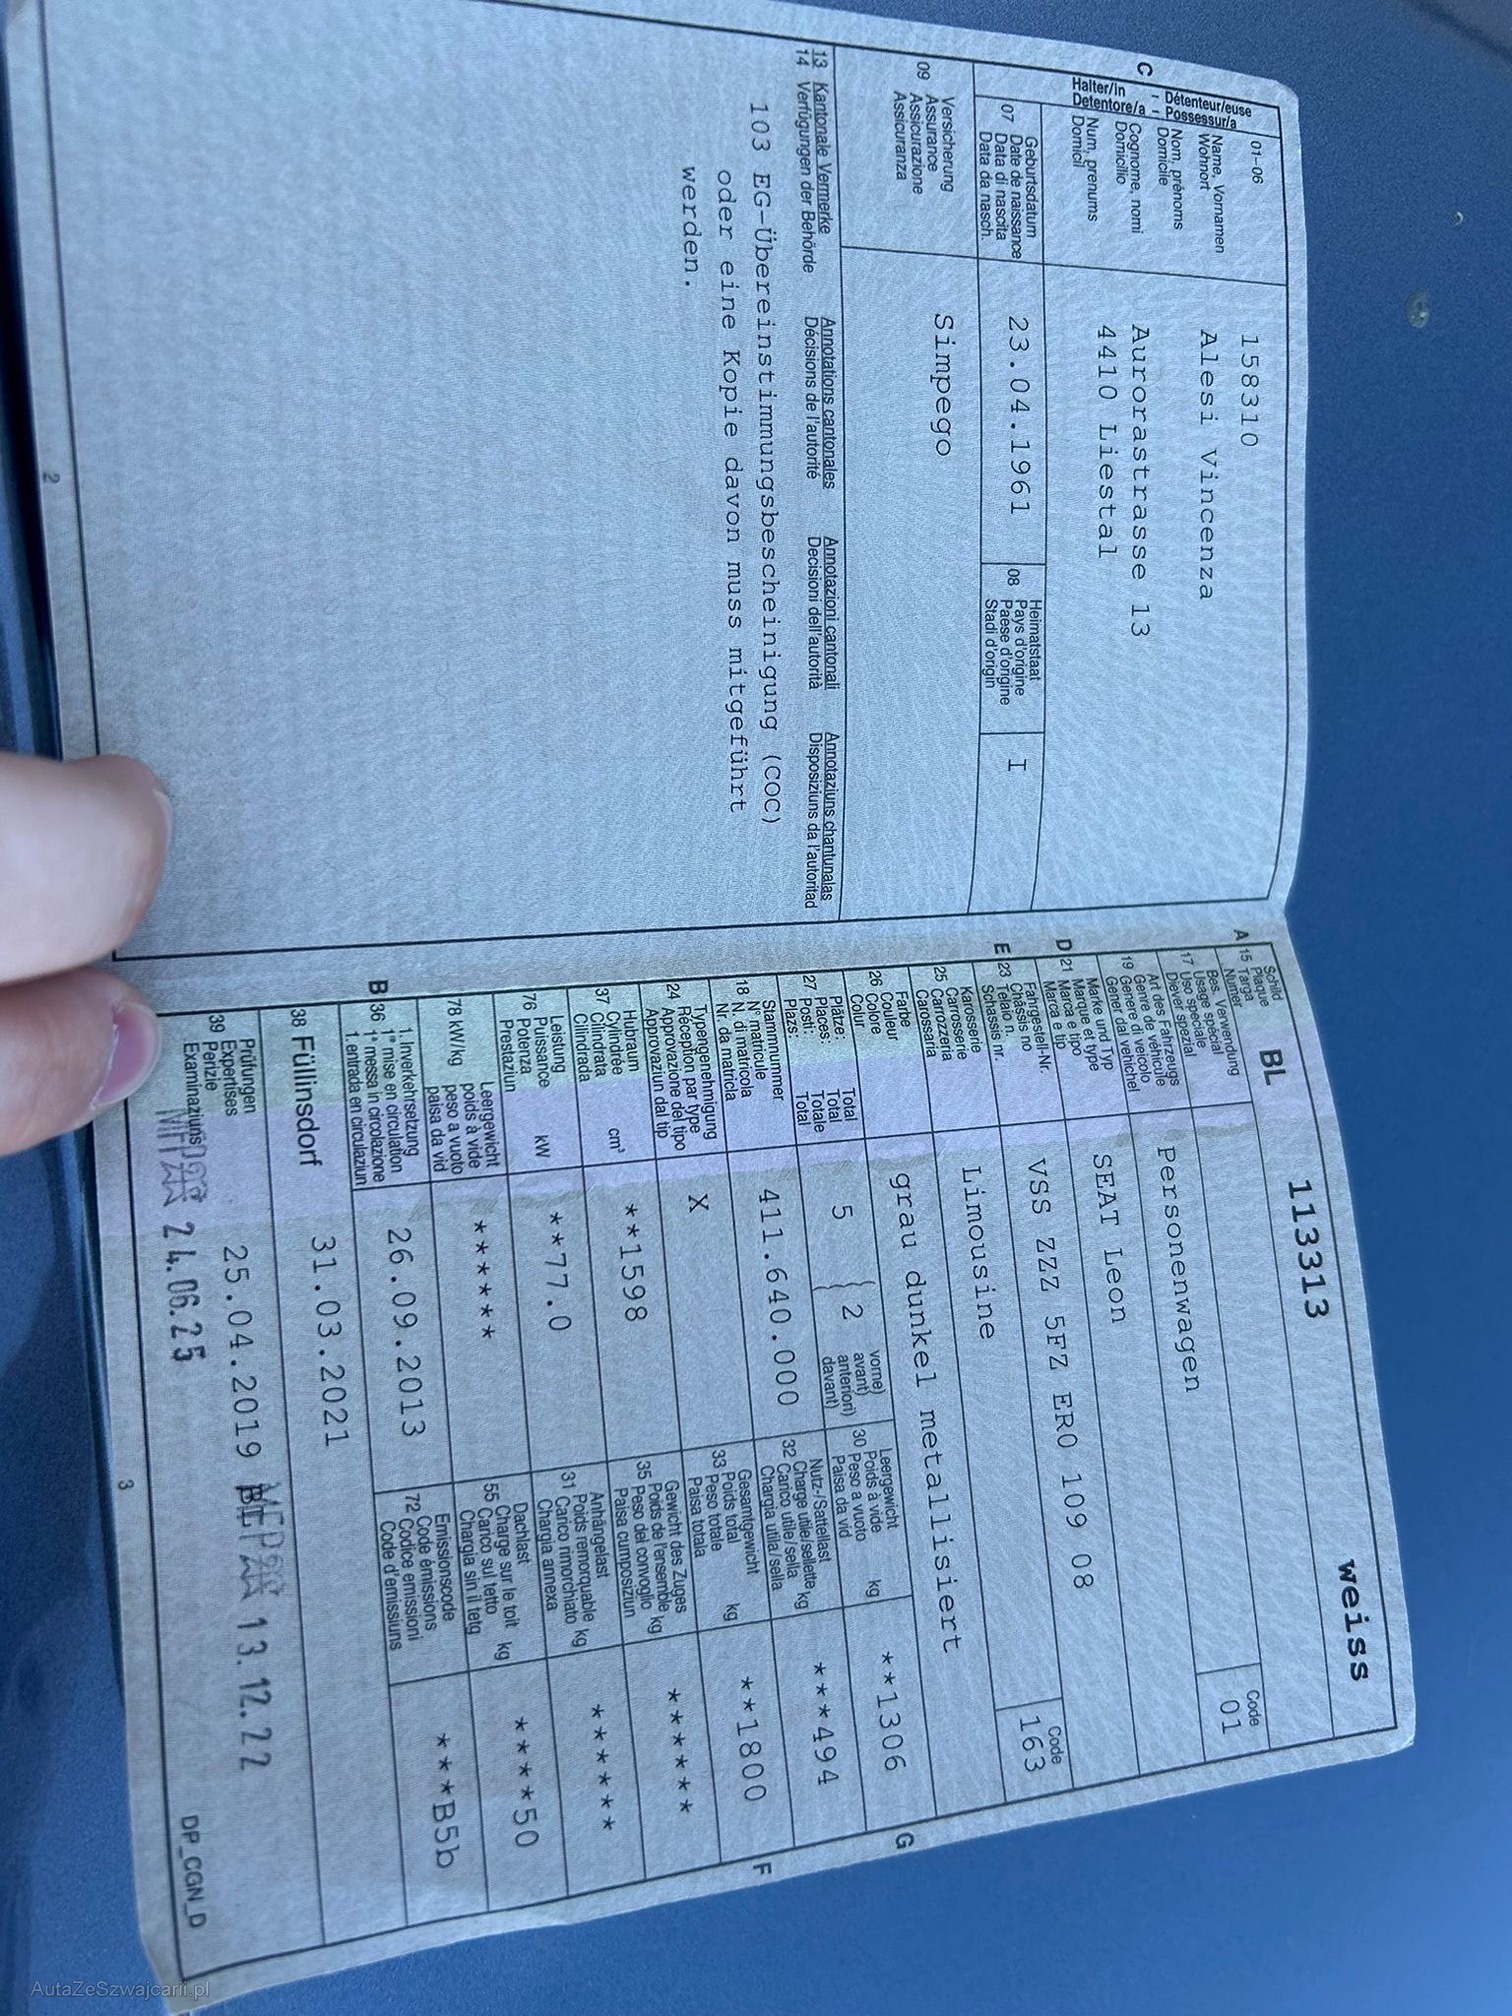 C
Halter/in - Détenteur/euse
Detentore/a - Possessur/a
01-06
Name, Vornamen
Wohnort
Nom, prénoms
Domicile
Cognome, nomi
Domicilio
Num, prenums
Domicil
158310
Alesi Vincenza
Aurorastrasse 13
4410 Liestal
07
Geburtsdatum
Date de naissance
Data di nascita
Data da nasch.
23.04.1961
08
Heimatstaat
Pays d'origine
Paese d'origine
Stadi d'origin
I
09
Versicherung
Assurance
Assicurazione
Assicuranza
Simpego
13 Kantonale Vermerke Annotations cantonales Annotazioni cantonali Annotaziuns chantunalas
14 Verfügungen der Behörde Décisions de l'autorité Decisioni dell'autorità Disposiziuns da l'autoritad
103 EG-Übereinstimmungsbescheinigung (COC)
oder eine Kopie davon muss mitgeführt
werden.
2
A 15
Schild
Plaque
Targa
Numer
BL 113313 weiss
17
Bes. Verwendung
Usage spécial
Uso speciale
Diever spezial
19
Art des Fahrzeugs
Genre de véhicule
Genere di veicolo
Gener dal vehichel
Personenwagen
Code
01
D 21
Marke und Typ
Marque et type
Marca e tipo
Marca e tip
SEAT Leon
E 23
Fahrgestell-Nr.
Châssis no
Telaio n.
Schassis nr.
VSS ZZZ 5FZ ER0 109 08
25
Karosserie
Carrosserie
Carrozzeria
Carossaria
Limousine
Code
163
26
Farbe
Couleur
Colore
Colur
grau dunkel metallisiert
27
Plätze: Total
Places: Total
Posti: Totale
Plazs: Total
5 { 2
vorne)
avant)
anteriori)
davant)
30
Leergewicht
Poids à vide kg
Peso a vuoto
Paisa da vid
**1306
G
18
Stammnummer
N° matricule
N. di matricola
Nr. da matricla
411.640.000
32
Nutz-/Sattellast
Charge utile/sellette kg
Carico utile/sella
Chargia utila/sella
***494
24
Typengenehmigung
Réception par type
Approvazione del tipo
Approvaziun dal tip
X
33
Gesamtgewicht
Poids total kg
Peso totale
Paisa totala
**1800
F
37
Hubraum
Cylindrée
Cilindrata cm³
Cilindrada
**1598
35
Gewicht des Zuges
Poids de l'ensemble kg
Peso del convoglio
Paisa cumposiziun
******
76
Leistung
Puissance
Potenza kW
Prestaziun
**77.0
31
Anhängelast
Poids remorquable kg
Carico rimorchiato
Chargia annexa
******
78 kW/kg
Leergewicht
poids à vide
peso a vuoto
paisa da vid
******
55
Dachlast
Charge sur le toit kg
Carico sul tetto
Chargia sin il tetg
****50
B 36
1. Inverkehrsetzung
1re mise en circulation
1a messa in circolazione
1. entrada en circulaziun
26.09.2013
72
Emissionscode
Code émissions
Codice emissioni
Code d'emissiuns
***B5b
38 Füllinsdorf 31.03.2021
39
Prüfungen
Expertises
Perizie
Examinaziuns
25.04.2019 BL 13.12.22
24.06.25
3
DP_CGN_D
AutaZeSzwajcarii.pl